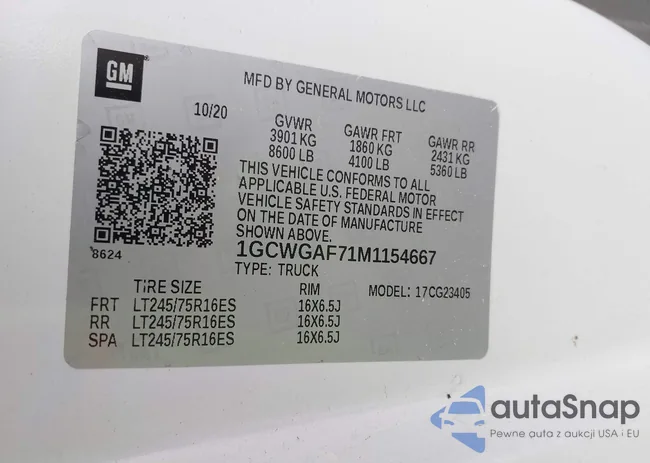 GM
MFD BY GENERAL MOTORS LLC
10/20
GVWR GAWR FRT GAWR RR
3901 KG 1860 KG 2431 KG
8600 LB 4100 LB 5360 LB
THIS VEHICLE CONFORMS TO ALL
APPLICABLE U.S. FEDERAL MOTOR
VEHICLE SAFETY STANDARDS IN EFFECT
ON THE DATE OF MANUFACTURE
SHOWN ABOVE.
8624
1GCWGAF71M1154667
TYPE: TRUCK
TIRE SIZE RIM MODEL: 17CG23405
FRT LT245/75R16ES 16X6.5J
RR LT245/75R16ES 16X6.5J
SPA LT245/75R16ES 16X6.5J
autaSnap
Pewne auta z aukcji USA i EU